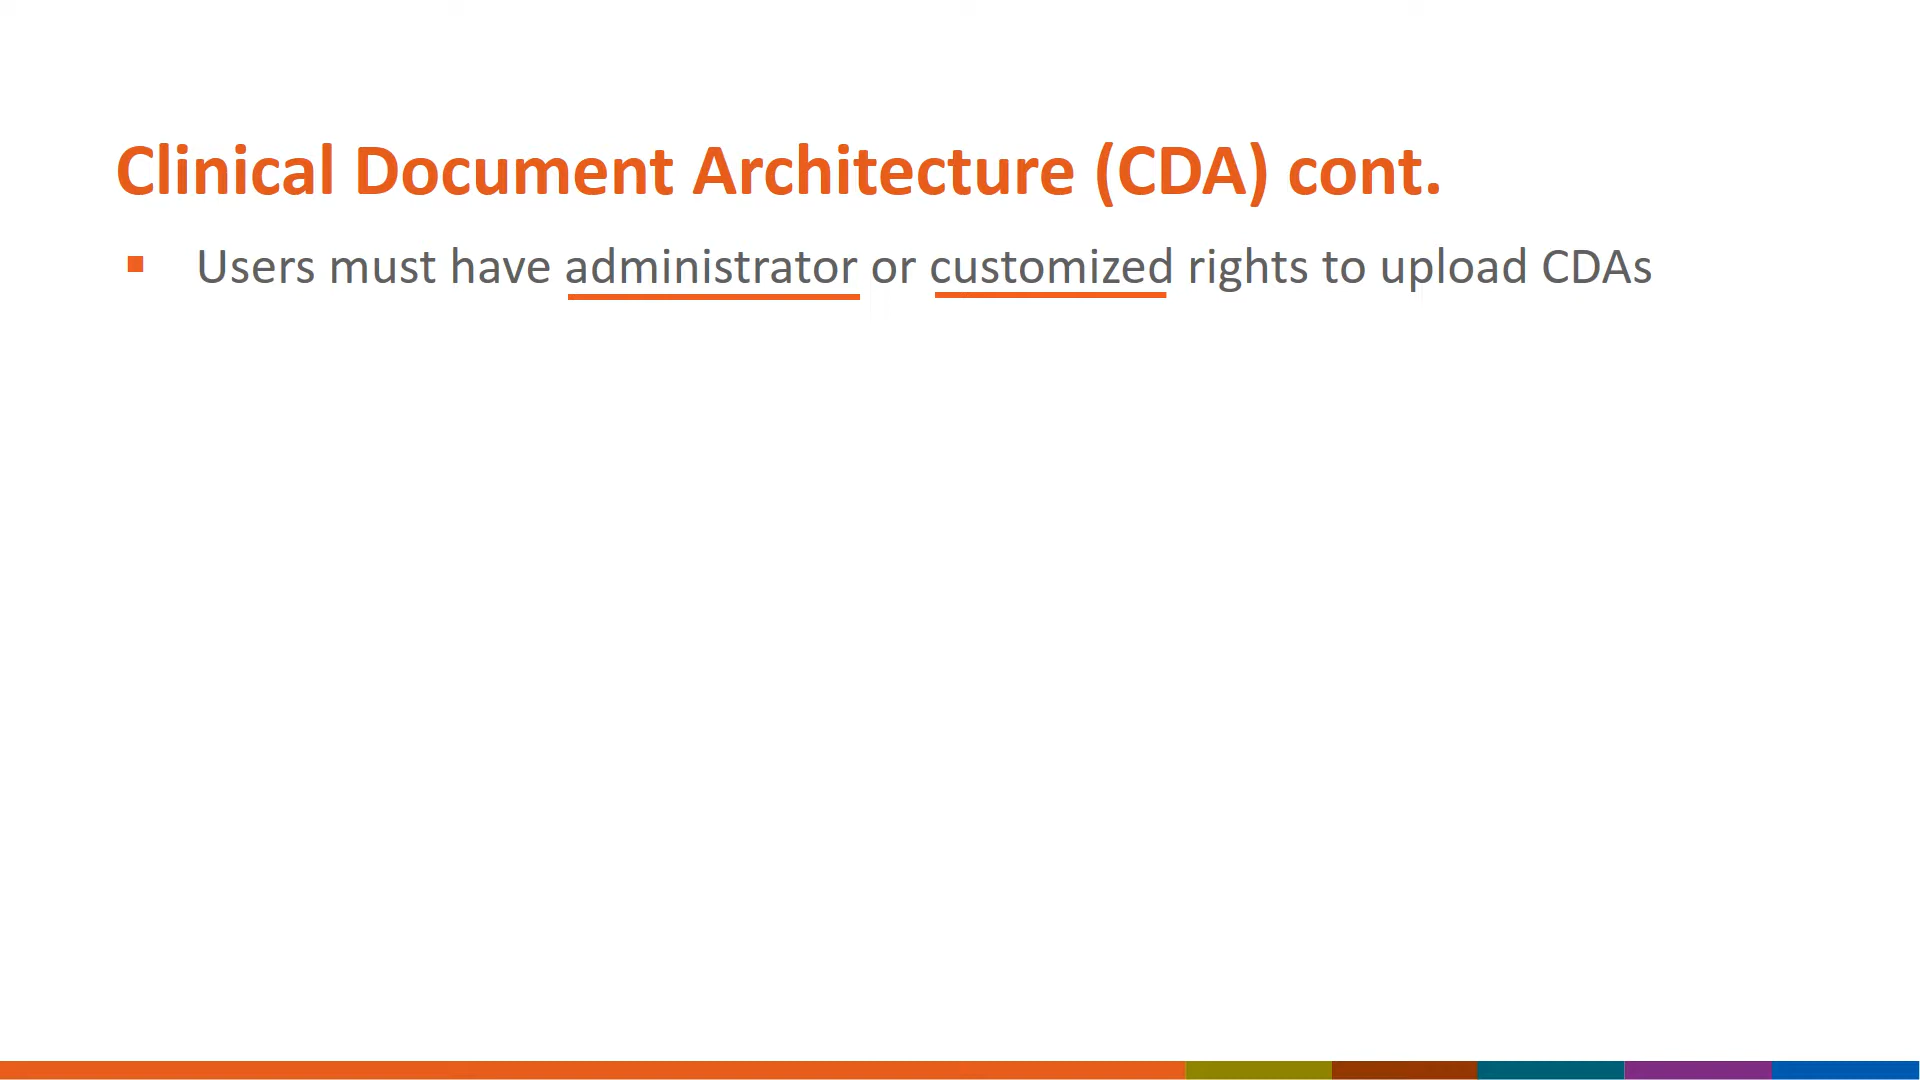 Clinical Document Architecture (CDA) cont.
Users must have administrator or customized rights to upload CDAs